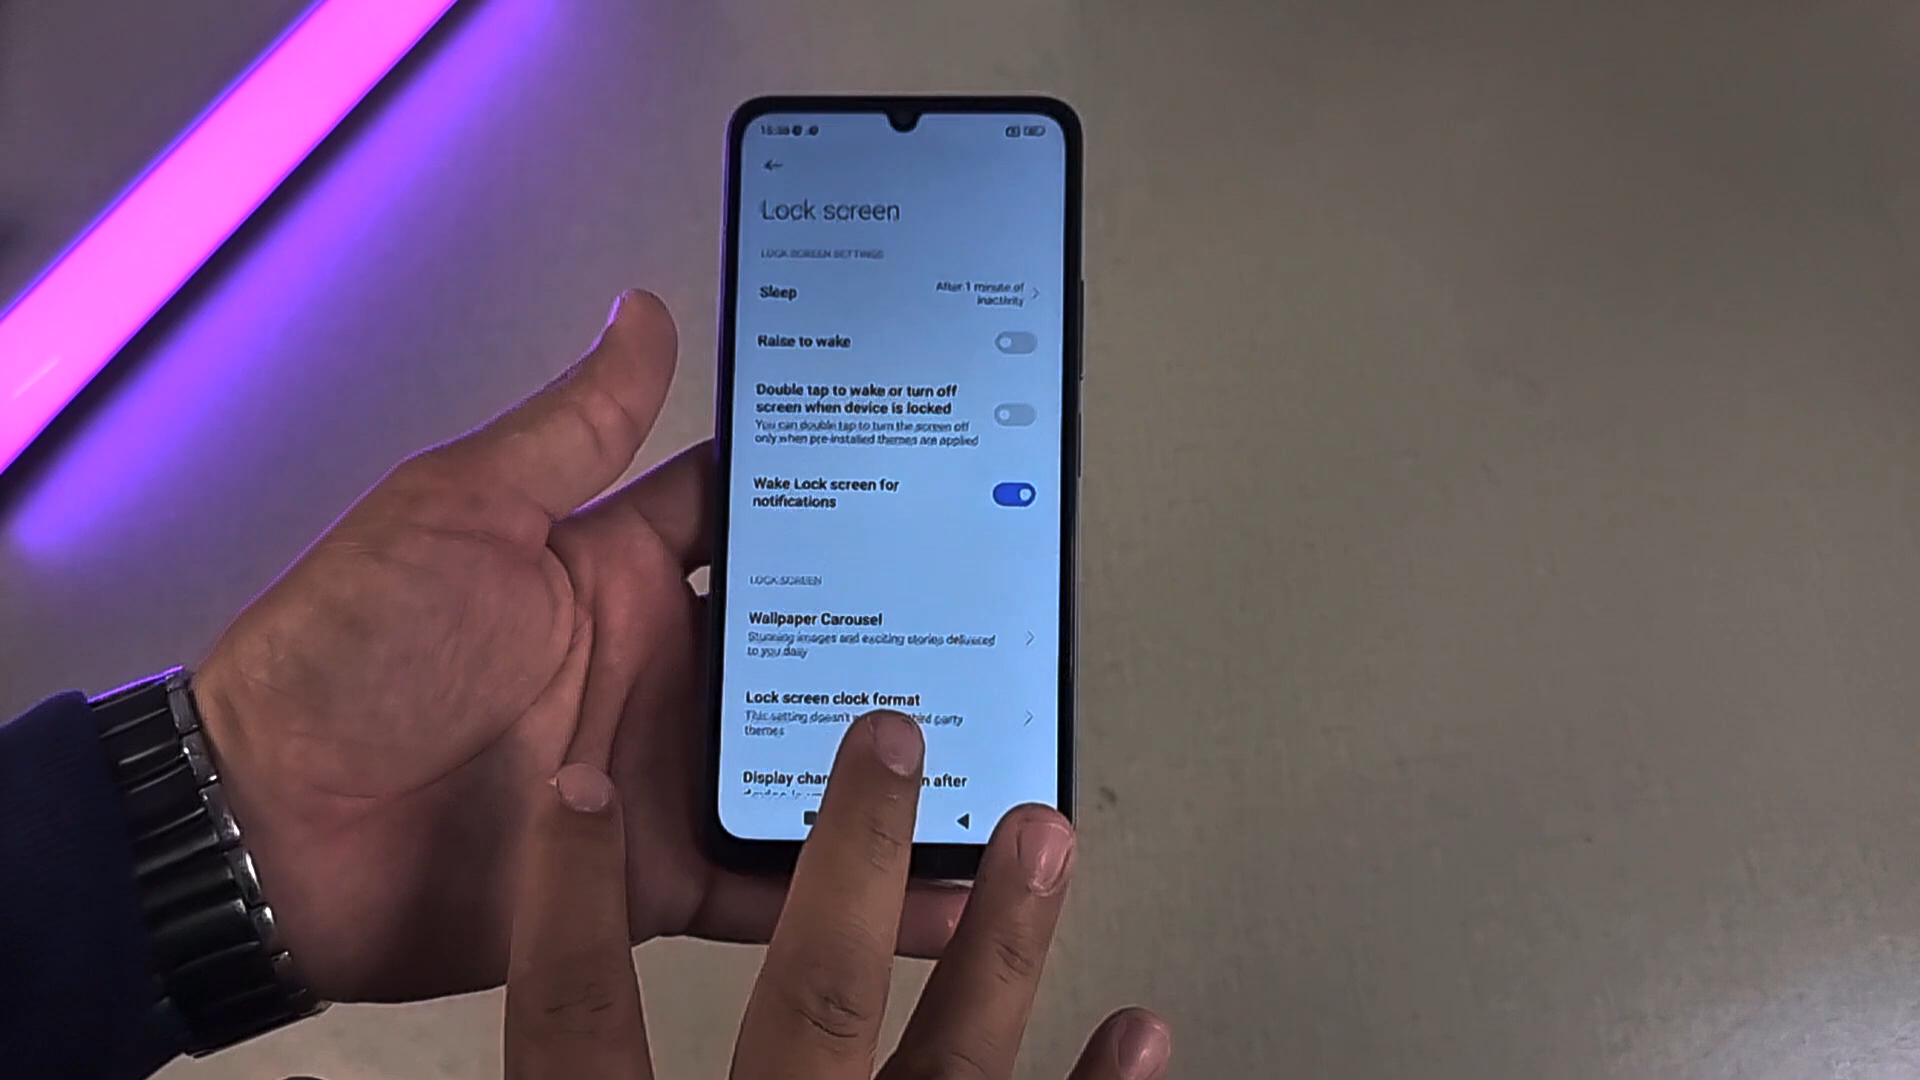 Lock screen
LOCK SCREEN SETTINGS
Sleep
After 1 minute of
inactivity
Raise to wake
Double tap to wake or turn off
screen when device is locked
You can double tap to turn the screen off
only when pre-installed themes are applied
Wake Lock screen for
notifications
LOCK SCREEN
Wallpaper Carousel
Stunning images and exciting stories delivered
to you daily
Lock screen clock format
This setting doesn't third party
themes
Display after